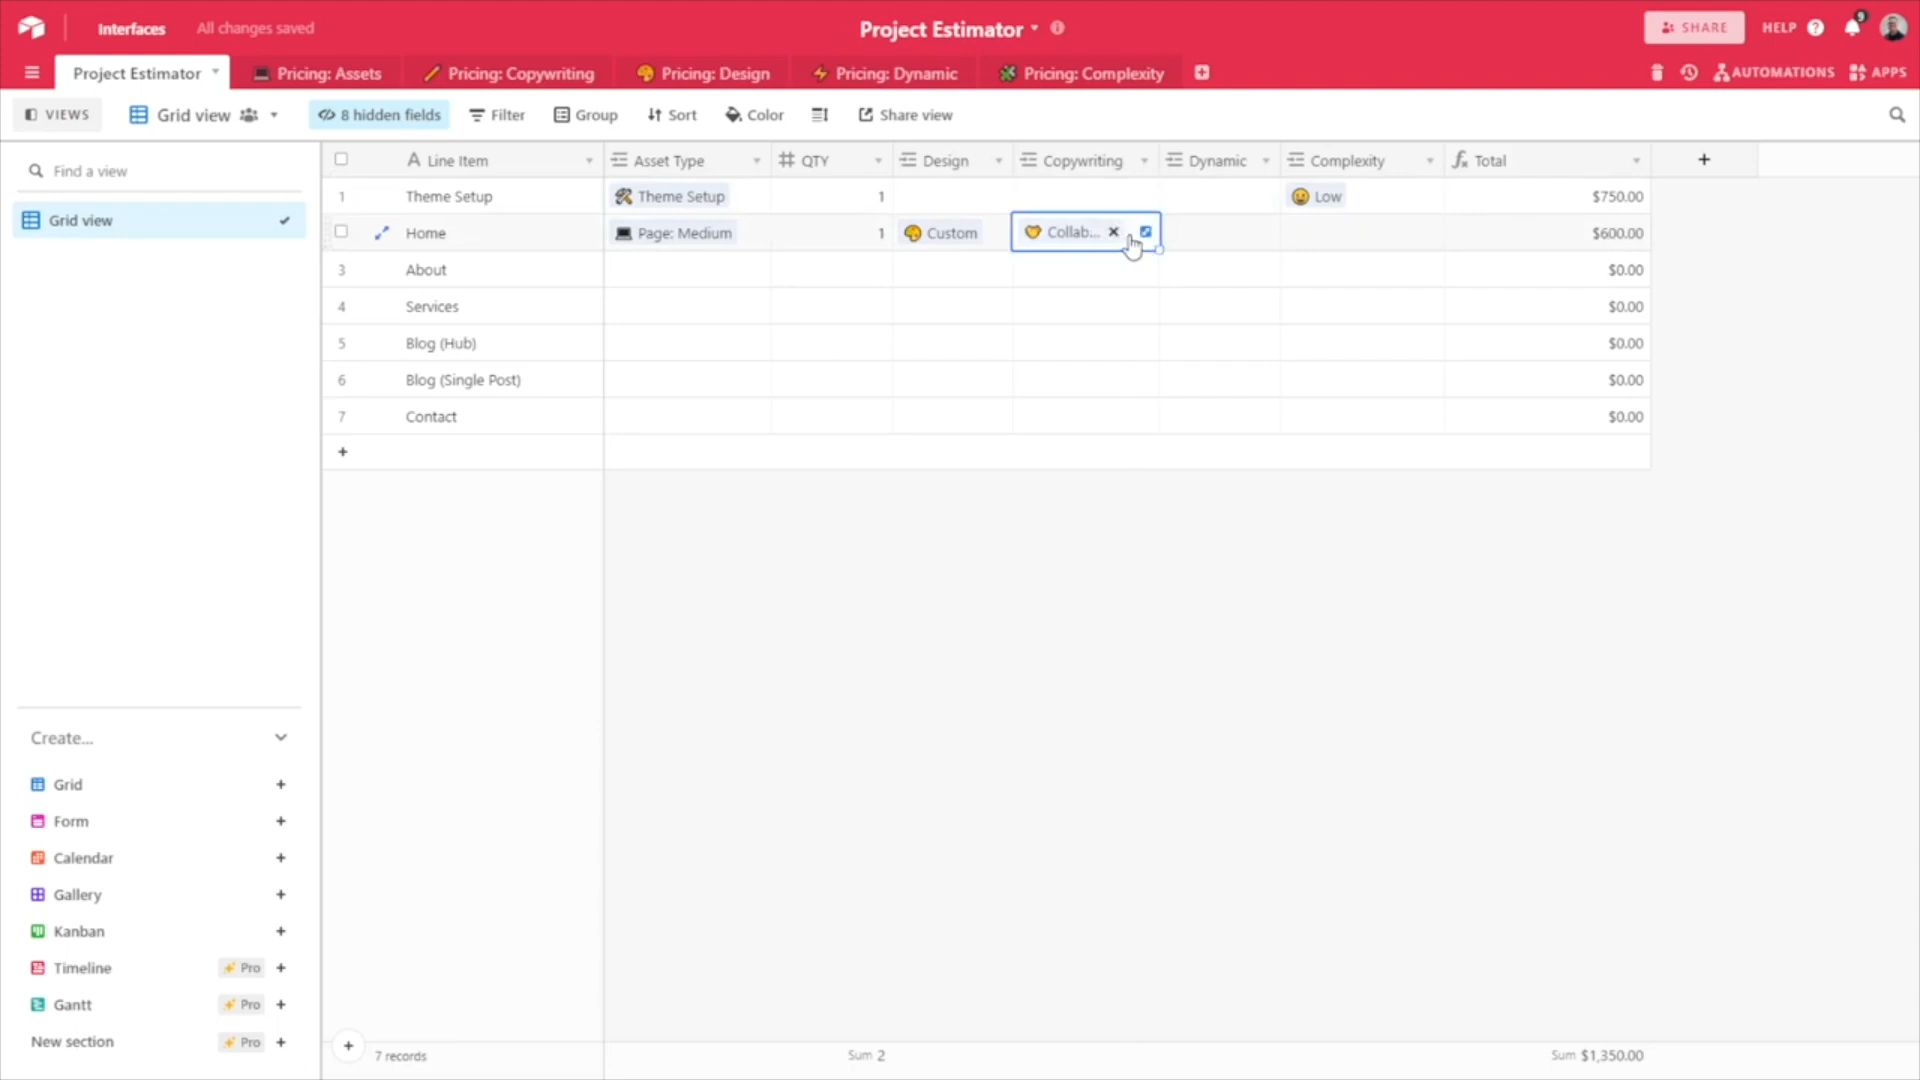 Interfaces All changes saved Project Estimator SHARE HELP 9
Project Estimator Pricing: Assets Pricing: Copywriting Pricing: Design Pricing: Dynamic Pricing: Complexity AUTOMATIONS APPS
VIEWS Grid view 8 hidden fields Filter Group Sort Color Share view
Find a view
Grid view
Line Item Asset Type QTY Design Copywriting Dynamic Complexity Total
1 Theme Setup Theme Setup 1 Low $750.00
Home Page: Medium 1 Custom Collab... $600.00
3 About $0.00
4 Services $0.00
5 Blog (Hub) $0.00
6 Blog (Single Post) $0.00
7 Contact $0.00
Create...
Grid
Form
Calendar
Gallery
Kanban
Timeline Pro
Gantt Pro
New section Pro
7 records Sum 2 Sum $1,350.00